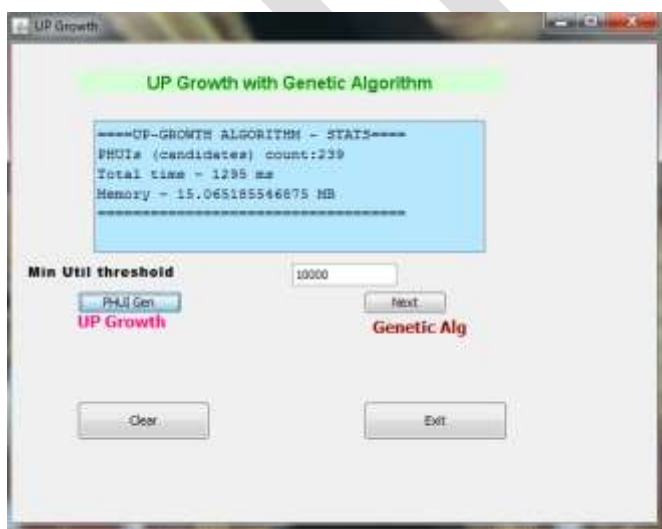 UP Growth
UP Growth with Genetic Algorithm
====UP-GROWTH ALGORITHM - STATS====
PHUIs (candidates) count:239
Total time ~ 1295 ms
Memory ~ 15.065185546875 MB
===================================
Min Util threshold
10000
PHUI Gen
Next
UP Growth
Genetic Alg
Clear
Exit